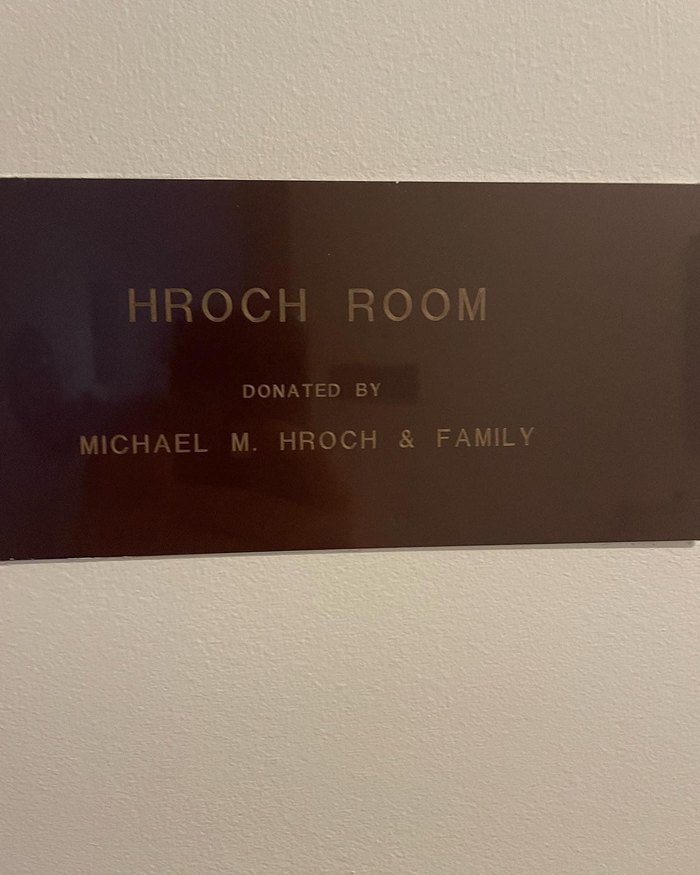 HROCH ROOM
DONATED BY
MICHAEL M. HROCH & FAMILY